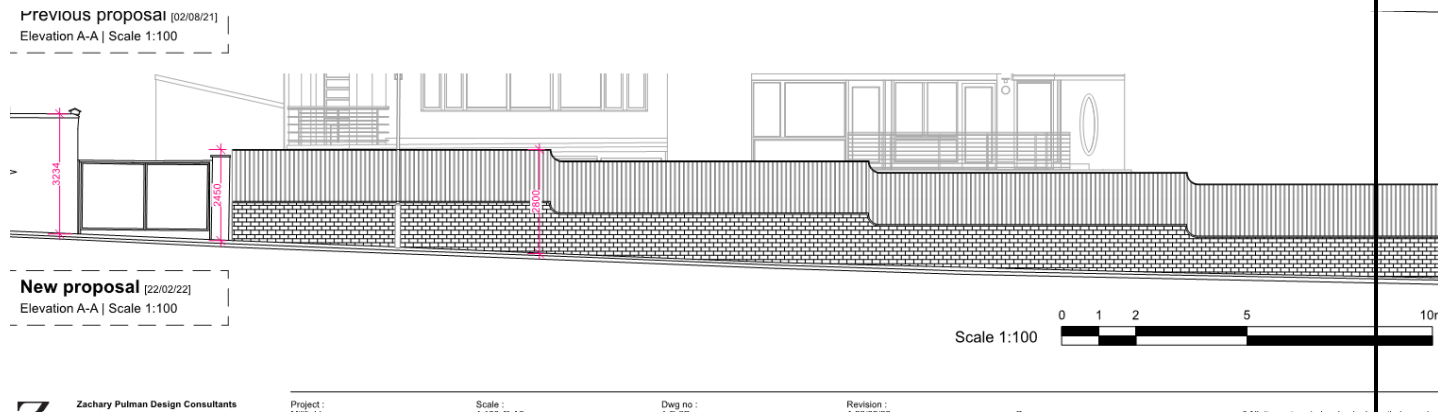 Previous proposal [02/08/21]
Elevation A-A | Scale 1:100
3234
2450
2800
New proposal [22/02/22]
Elevation A-A | Scale 1:100
Scale 1:100
0 1 2 5 10m
Zachary Pulman Design Consultants
Project :
Scale :
Dwg no :
Revision :